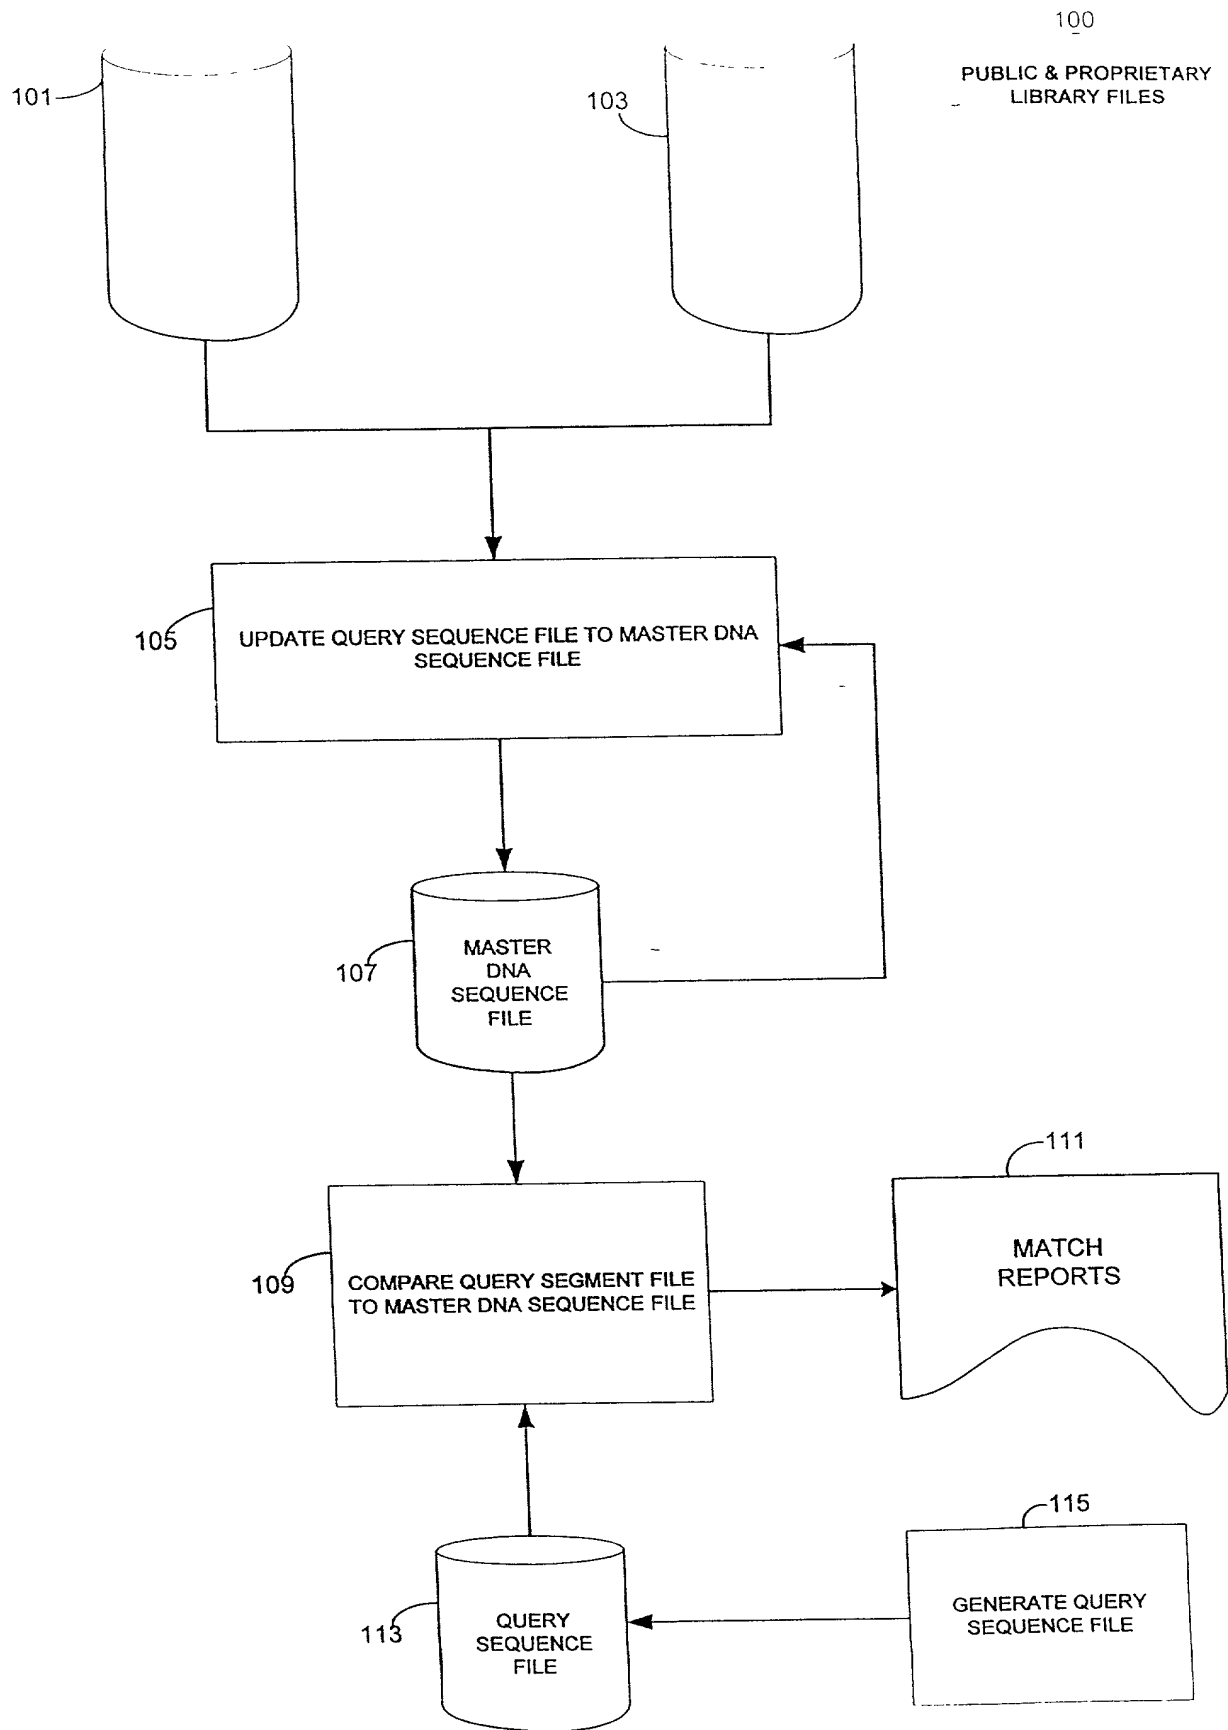 100
PUBLIC & PROPRIETARY
LIBRARY FILES
101
103
105
UPDATE QUERY SEQUENCE FILE TO MASTER DNA
SEQUENCE FILE
107
MASTER
DNA
SEQUENCE
FILE
111
MATCH
REPORTS
109
COMPARE QUERY SEGMENT FILE
TO MASTER DNA SEQUENCE FILE
115
GENERATE QUERY
SEQUENCE FILE
113
QUERY
SEQUENCE
FILE